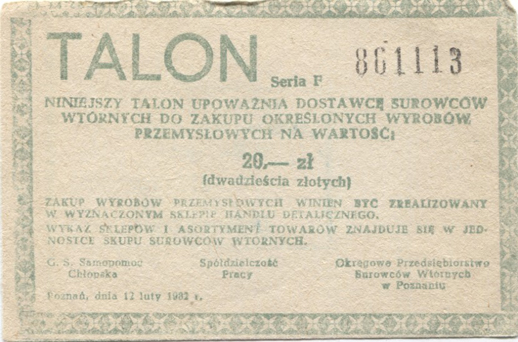 TALON Seria F 861113
NINIEJSZY TALON UPOWAŻNIA DOSTAWCĘ SUROWCÓW
WTÓRNYCH DO ZAKUPU OKREŚLONYCH WYROBÓW
PRZEMYSŁOWYCH NA WARTOŚĆ:
20,— zł
(dwadzieścia złotych)
ZAKUP WYROBÓW PRZEMYSŁOWYCH WINIEN BYĆ ZREALIZOWANY
W WYZNACZONYM SKLEPIE HANDLU DETALICZNEGO.
WYKAZ SKLEPÓW I ASORTYMENT TOWARÓW ZNAJDUJE SIĘ W JED-
NOSTCE SKUPU SUROWCÓW WTÓRNYCH.
G. S. Samopomoc Spółdzielczość Okręgowe Przedsiębiorstwo
Chłopska Pracy Surowców Wtórnych
w Poznaniu
Poznań, dnia 12 luty 1982 r.